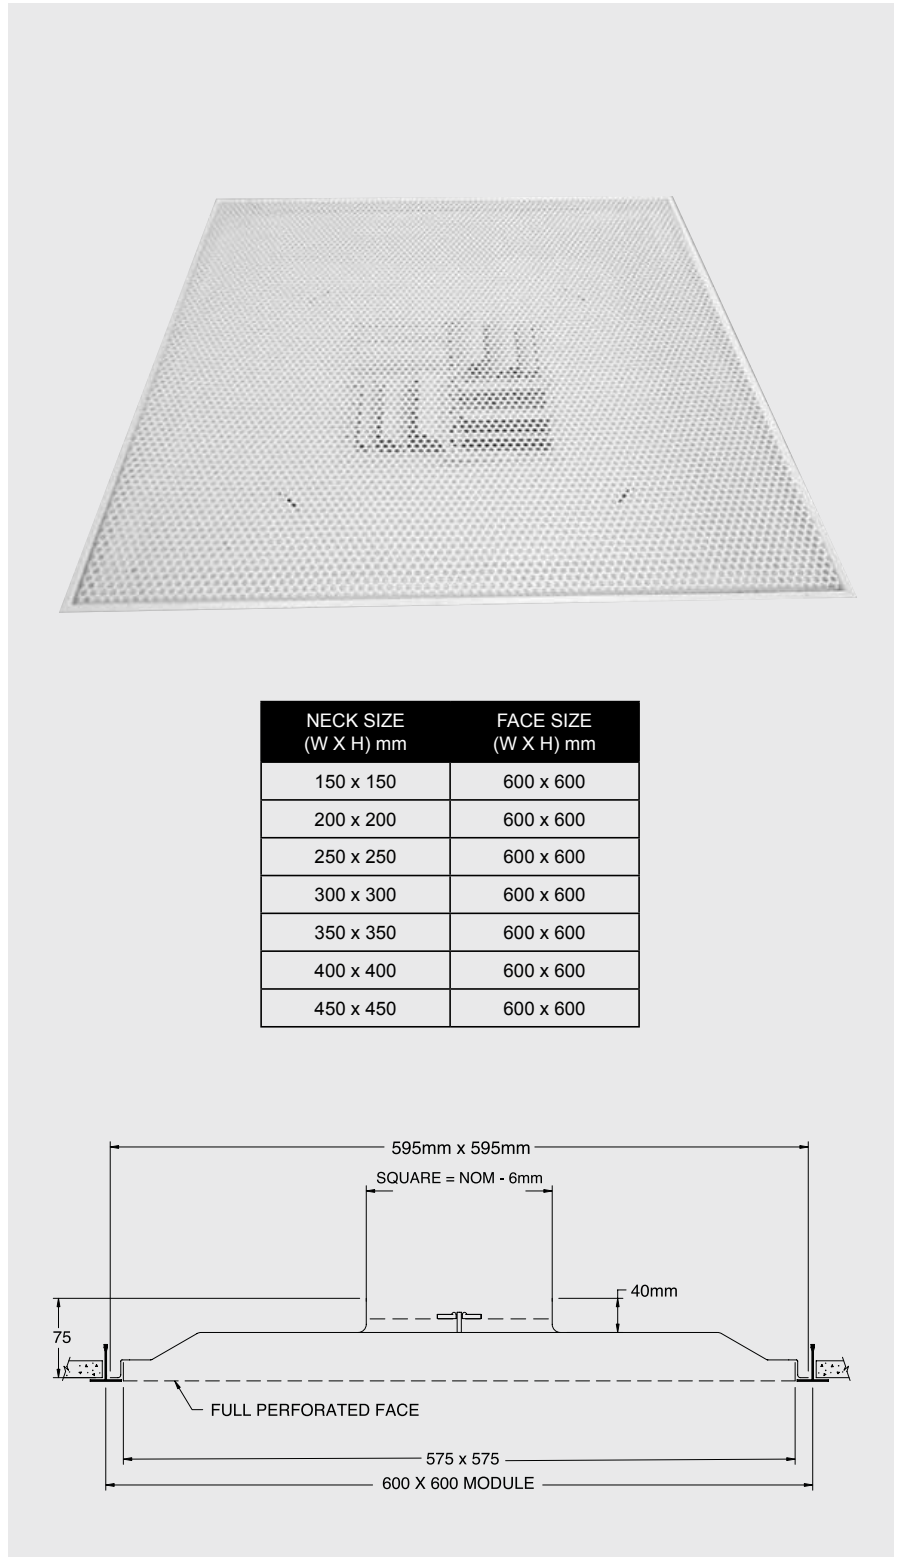 NECK SIZE FACE SIZE
(W X H) mm (W X H) mm
150 x 150 600 x 600
200 x 200 600 x 600
250 x 250 600 x 600
300 x 300 600 x 600
350 x 350 600 x 600
400 x 400 600 x 600
450 x 450 600 x 600
595mm x 595mm
SQUARE = NOM - 6mm
40mm
75
FULL PERFORATED FACE
575 x 575
600 X 600 MODULE